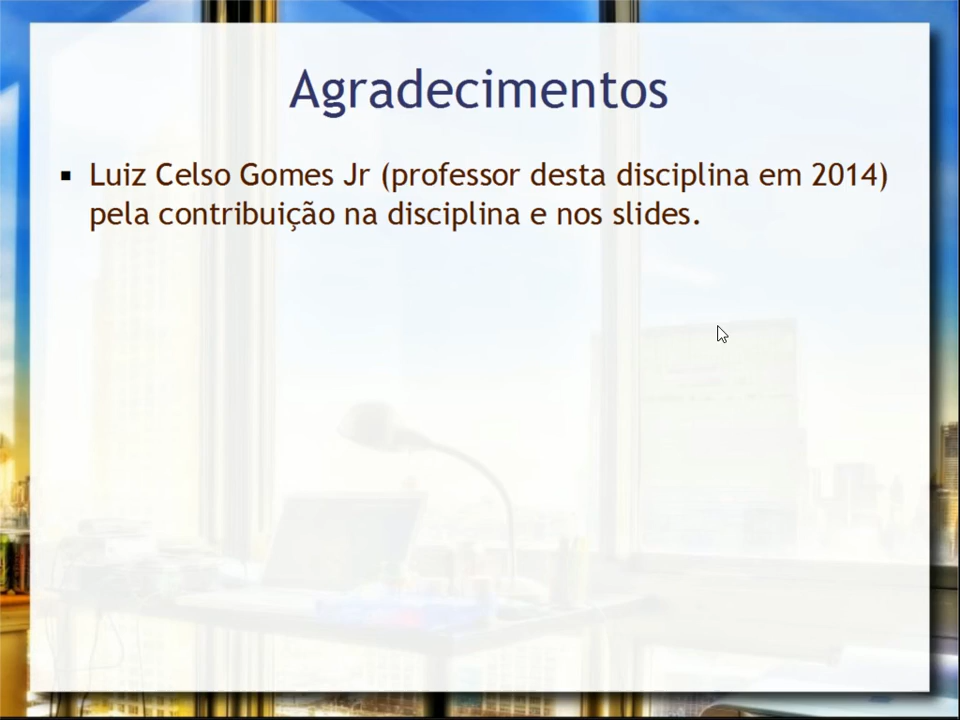 Agradecimentos
▪ Luiz Celso Gomes Jr (professor desta disciplina em 2014)
pela contribuição na disciplina e nos slides.